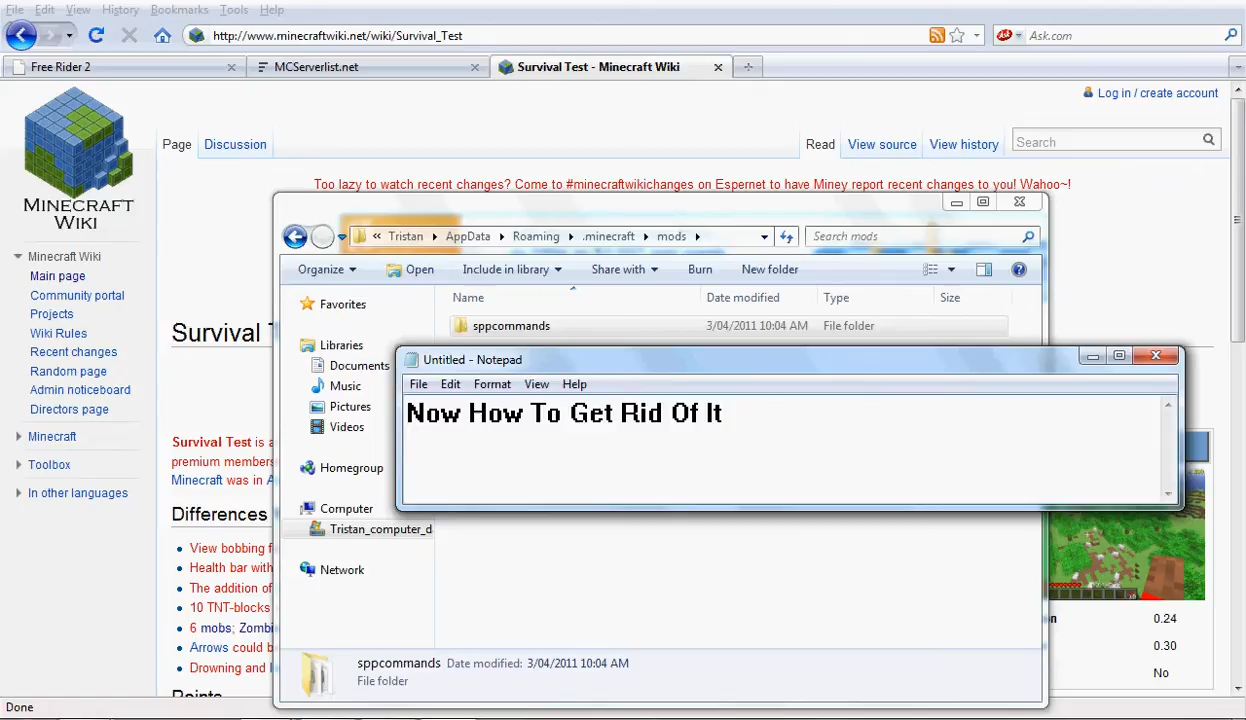 File Edit View History Bookmarks Tools Help
http://www.minecraftwiki.net/wiki/Survival_Test
Ask.com
Free Rider 2
MCServerlist.net
Survival Test - Minecraft Wiki
Log in / create account
MINECRAFT
WIKI
Page Discussion
Read View source View history
Search
Too lazy to watch recent changes? Come to #minecraftwikichanges on Espernet to have Miney report recent changes to you! Wahoo~!
Minecraft Wiki
Main page
Community portal
Projects
Wiki Rules
Recent changes
Random page
Admin noticeboard
Directors page
Minecraft
Toolbox
In other languages
Survival
Survival Test is a
premium members
Minecraft was in
Differences
View bobbing
Health bar with
The addition of
10 TNT-blocks
6 mobs; Zombi
Arrows could b
Drowning and
Points
« Tristan AppData Roaming .minecraft mods
Search mods
Organize Open Include in library Share with Burn New folder
Favorites
Libraries
Documents
Music
Pictures
Videos
Homegroup
Computer
Tristan_computer_d
Network
Name Date modified Type Size
sppcommands 3/04/2011 10:04 AM File folder
Untitled - Notepad
File Edit Format View Help
Now How To Get Rid Of It
sppcommands Date modified: 3/04/2011 10:04 AM
File folder
0.24
0.30
No
Done